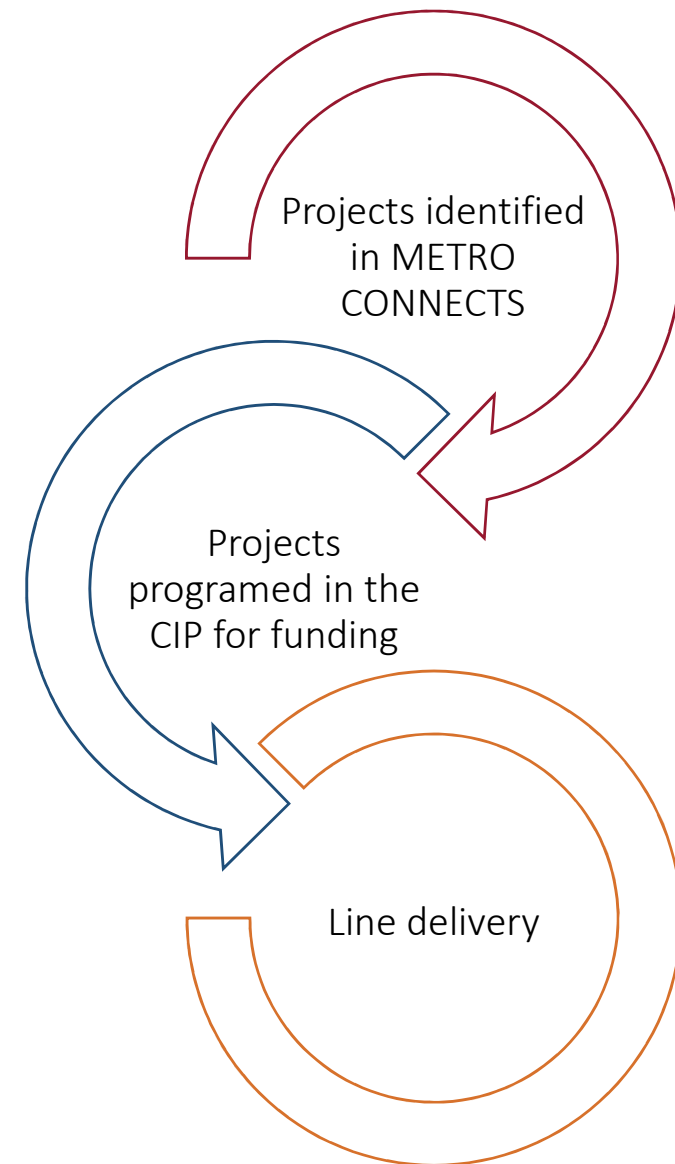 Projects identified
in METRO
CONNECTS
Projects
programed in the
CIP for funding
Line delivery